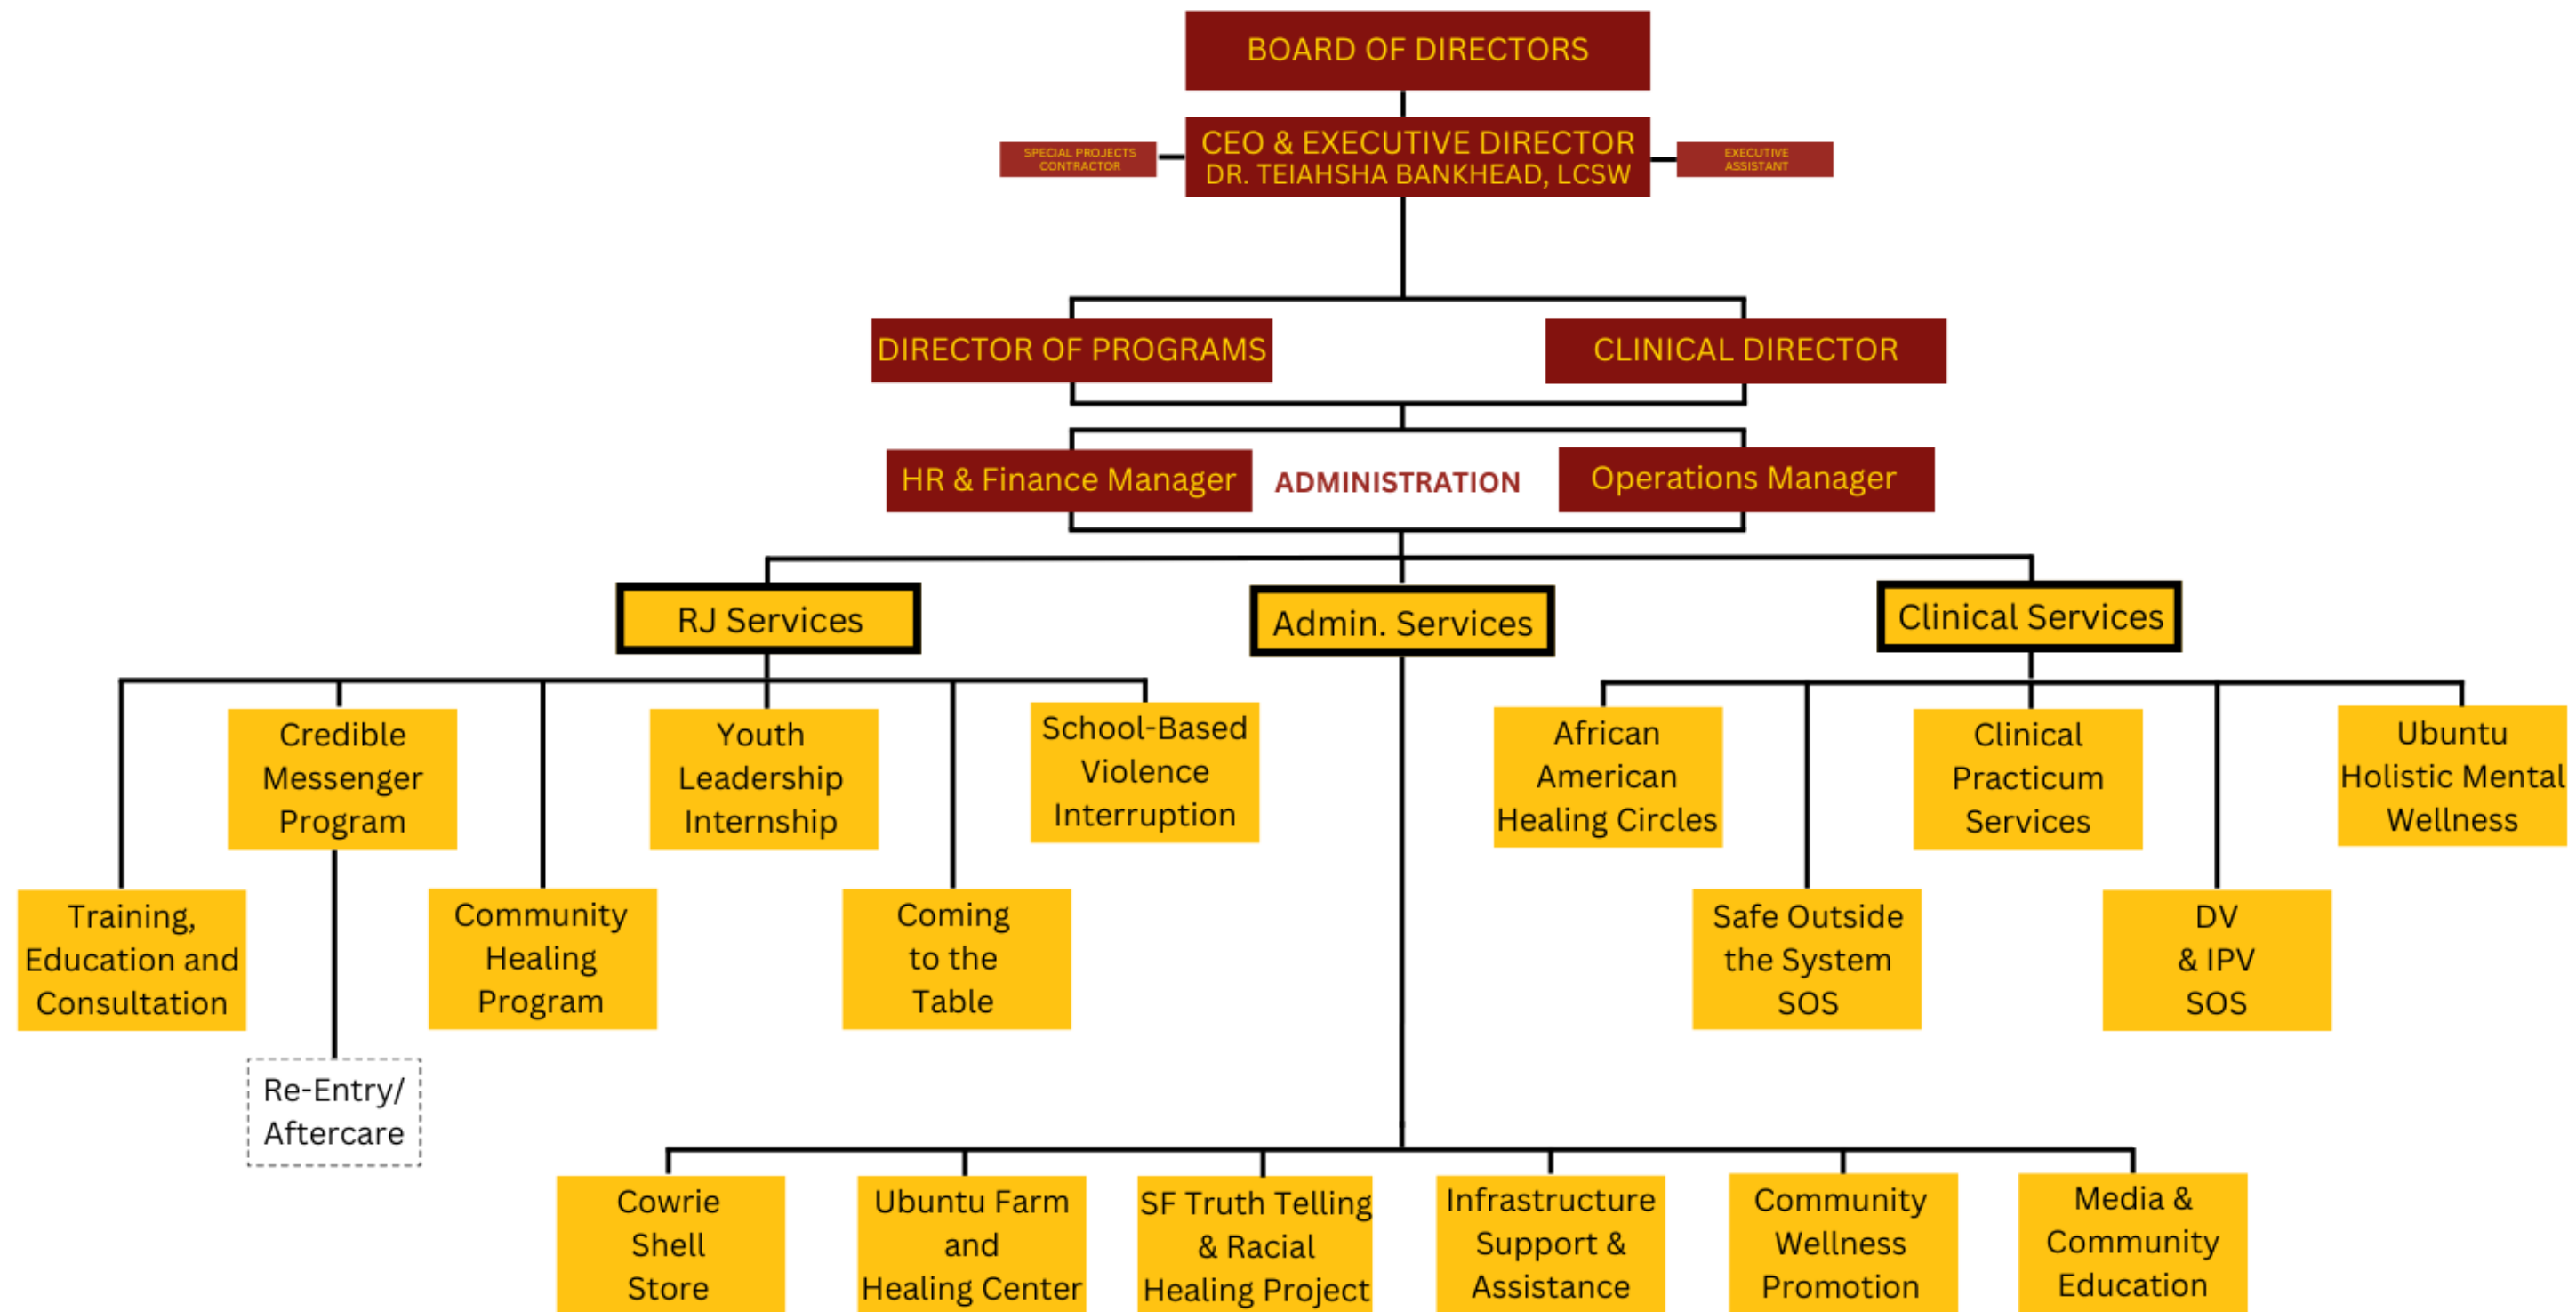 BOARD OF DIRECTORS
SPECIAL PROJECTS
CONTRACTOR
CEO & EXECUTIVE DIRECTOR
DR. TEIAHSHA BANKHEAD, LCSW
EXECUTIVE
ASSISTANT
DIRECTOR OF PROGRAMS
CLINICAL DIRECTOR
HR & Finance Manager
ADMINISTRATION
Operations Manager
RJ Services
Admin. Services
Clinical Services
Credible
Messenger
Program
Youth
Leadership
Internship
School-Based
Violence
Interruption
African
American
Healing Circles
Clinical
Practicum
Services
Ubuntu
Holistic Mental
Wellness
Training,
Education and
Consultation
Community
Healing
Program
Coming
to the
Table
Safe Outside
the System
SOS
DV
& IPV
SOS
Re-Entry/
Aftercare
Cowrie
Shell
Store
Ubuntu Farm
and
Healing Center
SF Truth Telling
& Racial
Healing Project
Infrastructure
Support &
Assistance
Community
Wellness
Promotion
Media &
Community
Education